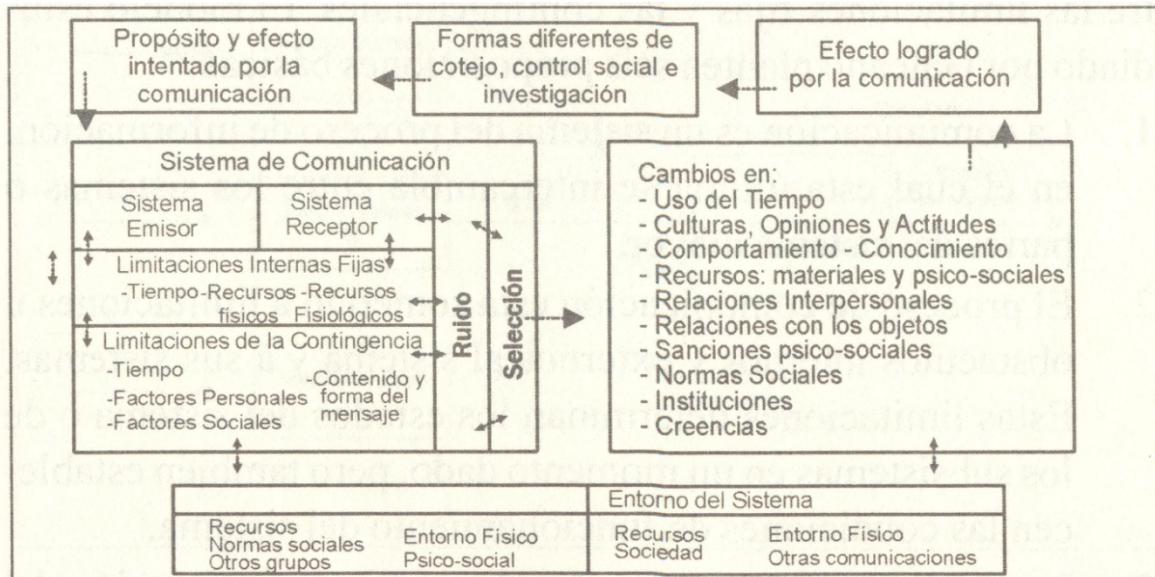 Propósito y efecto
intentado por la
comunicación
Formas diferentes de
cotejo, control social e
investigación
Efecto logrado
por la comunicación
Sistema de Comunicación
Sistema
Emisor
Sistema
Receptor
Limitaciones Internas Fijas
-Tiempo-Recursos -Recursos
físicos -Fisiológicos
Limitaciones de la Contingencia
-Tiempo
-Factores Personales
-Factores Sociales
-Contenido y
forma del
mensaje
Ruido
Selección
Cambios en:
- Uso del Tiempo
- Culturas, Opiniones y Actitudes
- Comportamiento - Conocimiento
- Recursos: materiales y psico-sociales
- Relaciones Interpersonales
- Relaciones con los objetos
- Sanciones psico-sociales
- Normas Sociales
- Instituciones
- Creencias
Entorno del Sistema
Recursos
Normas sociales
Otros grupos
Entorno Físico
Psico-social
Recursos
Sociedad
Entorno Físico
Otras comunicaciones